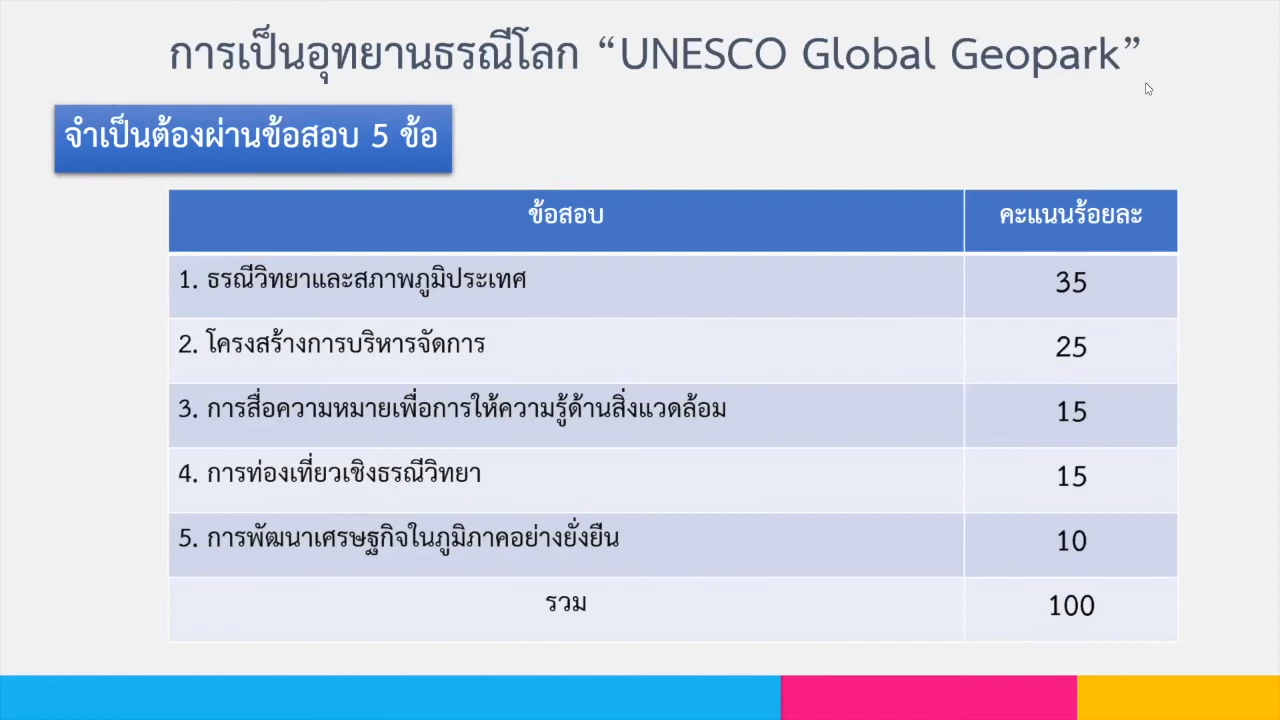 การเป็นอุทยานธรณีโลก “UNESCO Global Geopark”
จำเป็นต้องผ่านข้อสอบ 5 ข้อ
ข้อสอบ คะแนนร้อยละ
1. ธรณีวิทยาและสภาพภูมิประเทศ 35
2. โครงสร้างการบริหารจัดการ 25
3. การสื่อความหมายเพื่อการให้ความรู้ด้านสิ่งแวดล้อม 15
4. การท่องเที่ยวเชิงธรณีวิทยา 15
5. การพัฒนาเศรษฐกิจในภูมิภาคอย่างยั่งยืน 10
รวม 100